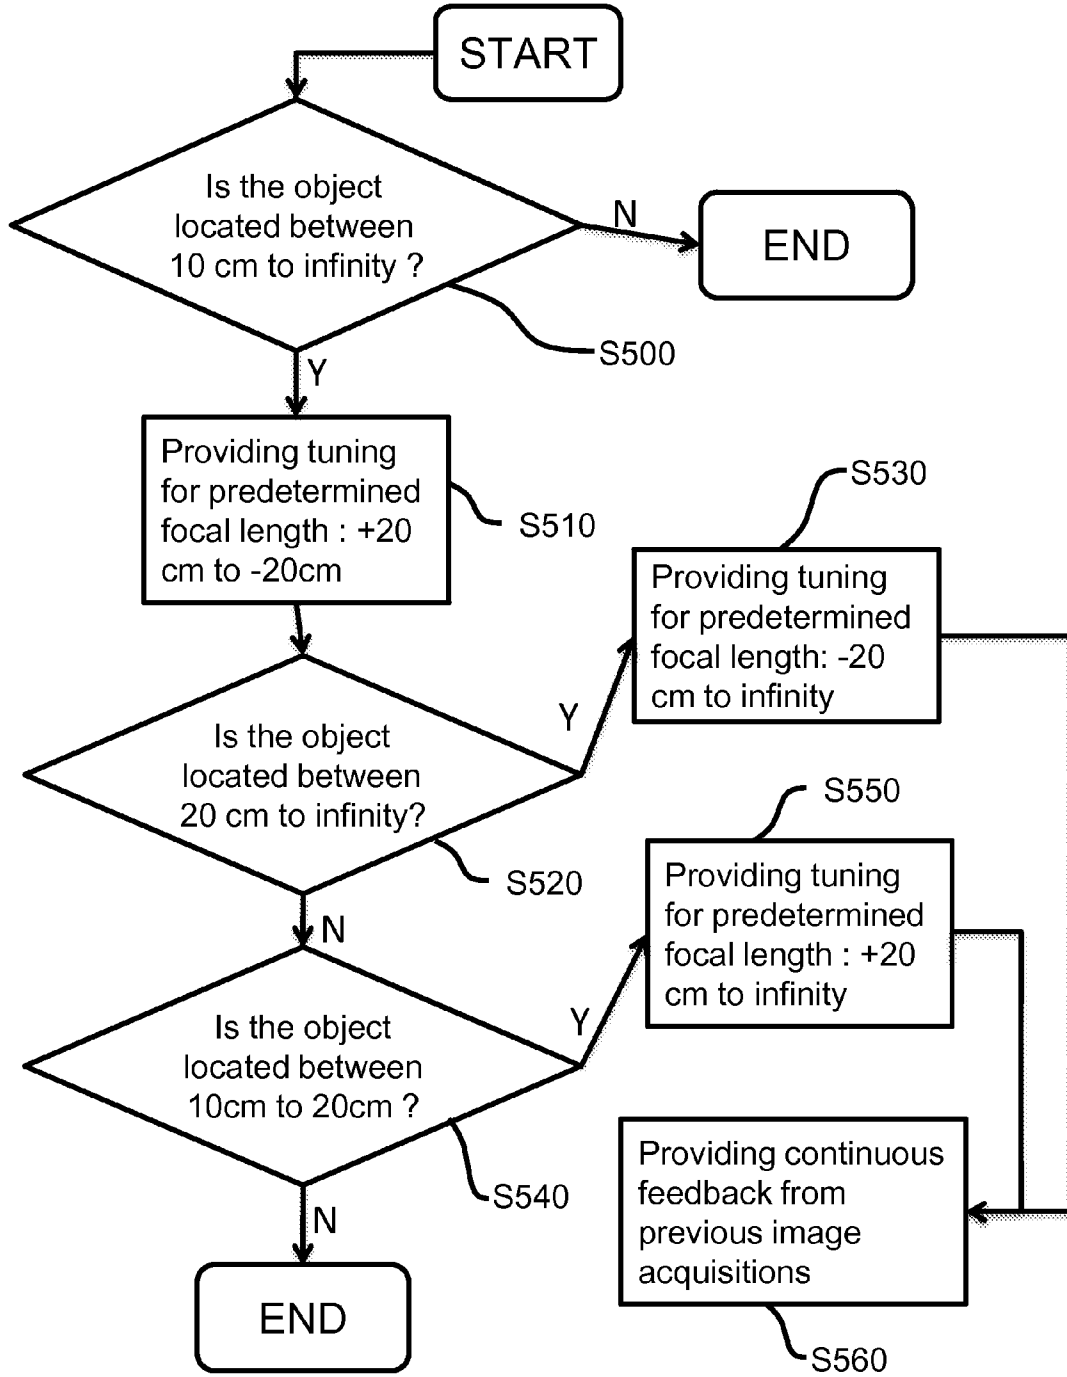 START
Is the object
located between
10 cm to infinity ?
N
END
S500
Y
Providing tuning
for predetermined
focal length : +20
cm to -20cm
S510
S530
Providing tuning
for predetermined
focal length: -20
cm to infinity
Y
Is the object
located between
20 cm to infinity?
S520
S550
Providing tuning
for predetermined
focal length : +20
cm to infinity
N
Y
Is the object
located between
10cm to 20cm ?
S540
Providing continuous
feedback from
previous image
acquisitions
N
END
S560